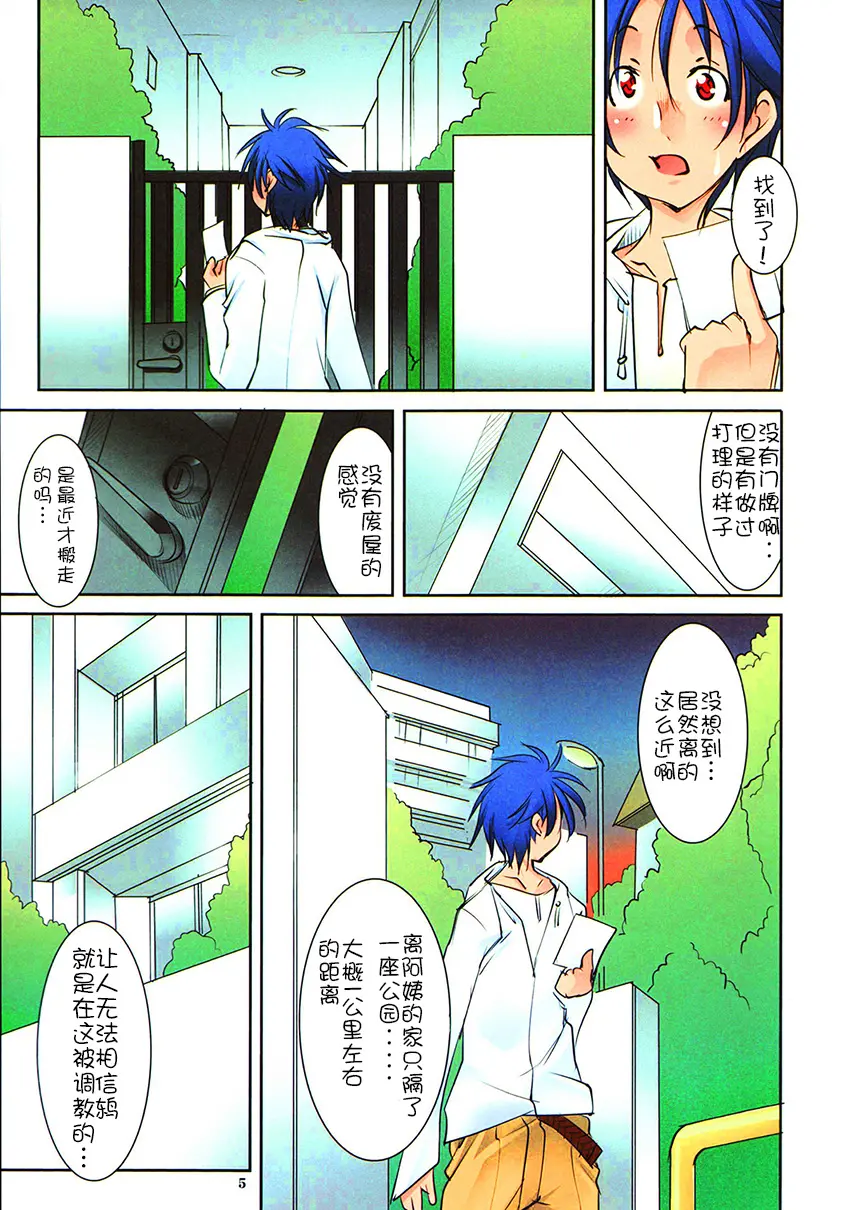 找到了！
没有门牌啊…
但是有做过
打理的样子
没有废屋的
感觉
是最近才搬走
的吗…
没想到…
居然离的
这么近啊
离阿姨的家只隔了
一座公园……
大概一公里左右
的距离
让人无法相信鸫
就是在这被调教的…
5